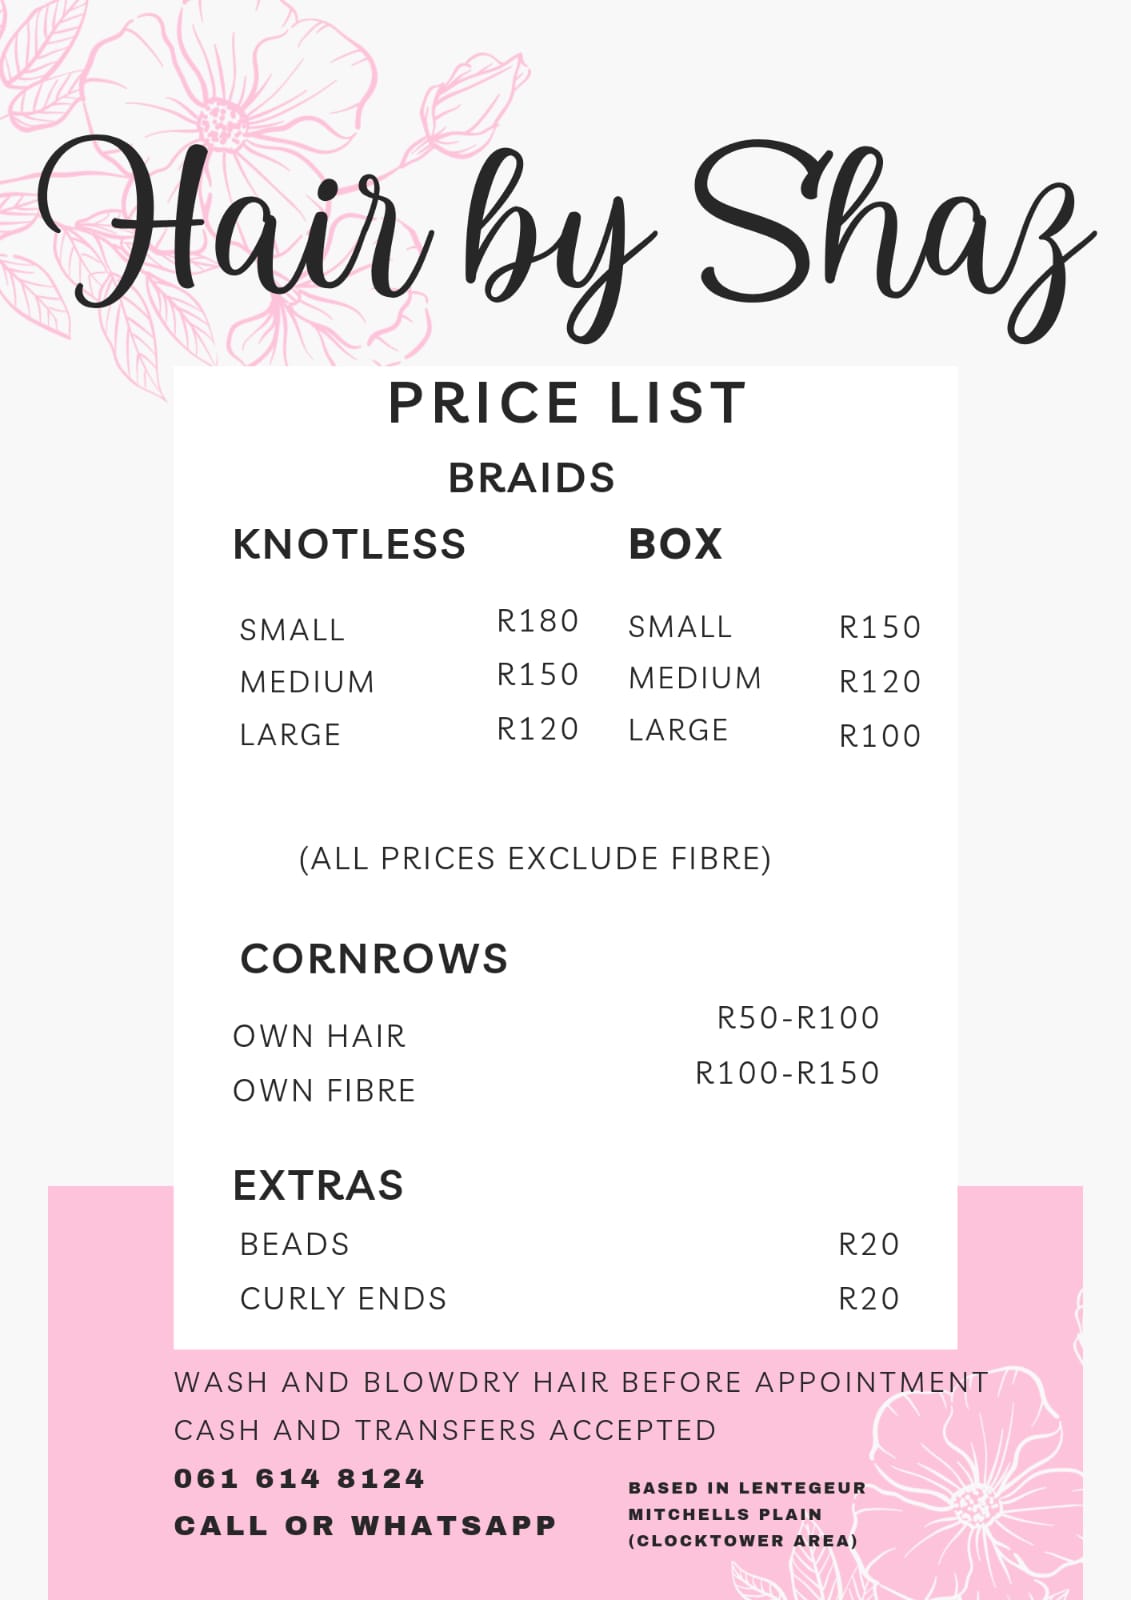 Hair by Shaz
PRICE LIST
BRAIDS
KNOTLESS
SMALL R180
MEDIUM R150
LARGE R120
BOX
SMALL R150
MEDIUM R120
LARGE R100
(ALL PRICES EXCLUDE FIBRE)
CORNROWS
OWN HAIR R50-R100
OWN FIBRE R100-R150
EXTRAS
BEADS R20
CURLY ENDS R20
WASH AND BLOWDRY HAIR BEFORE APPOINTMENT
CASH AND TRANSFERS ACCEPTED
061 614 8124
CALL OR WHATSAPP
BASED IN LENTEGEUR
MITCHELLS PLAIN
(CLOCKTOWER AREA)